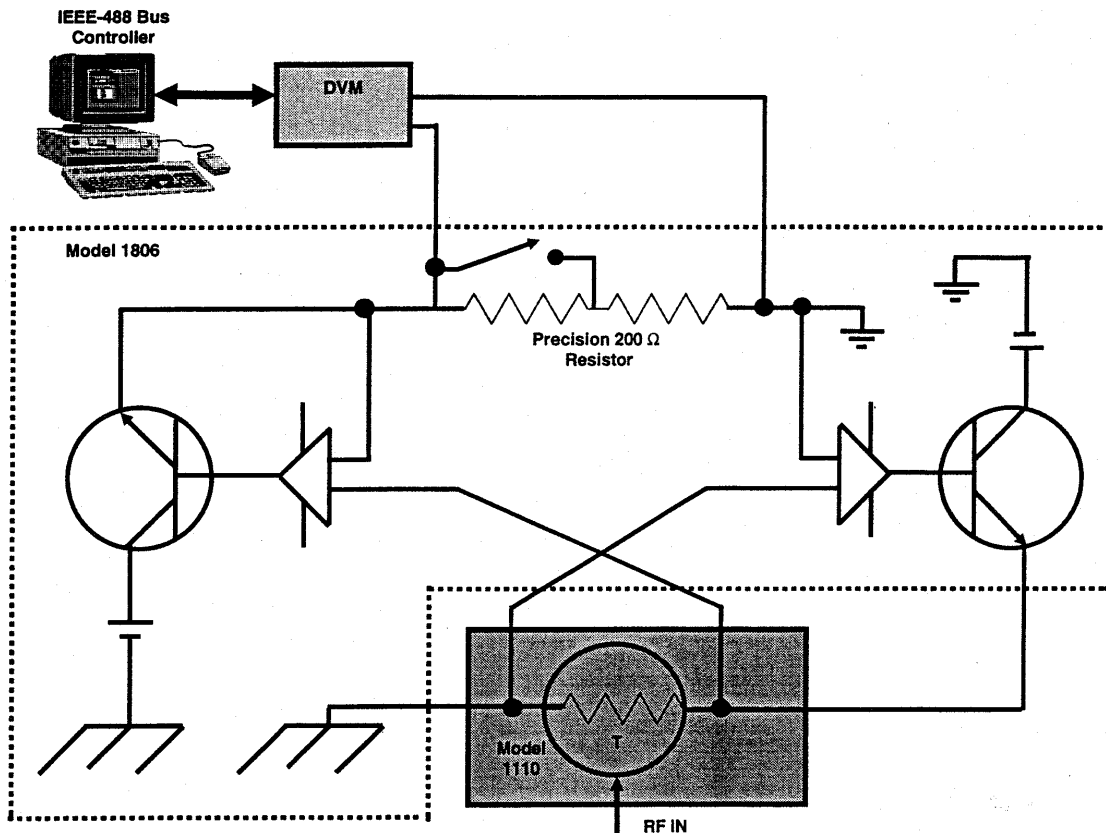 IEEE-488 Bus
Controller
DVM
Model 1806
Precision 200 Ω
Resistor
T
Model
1110
RF IN